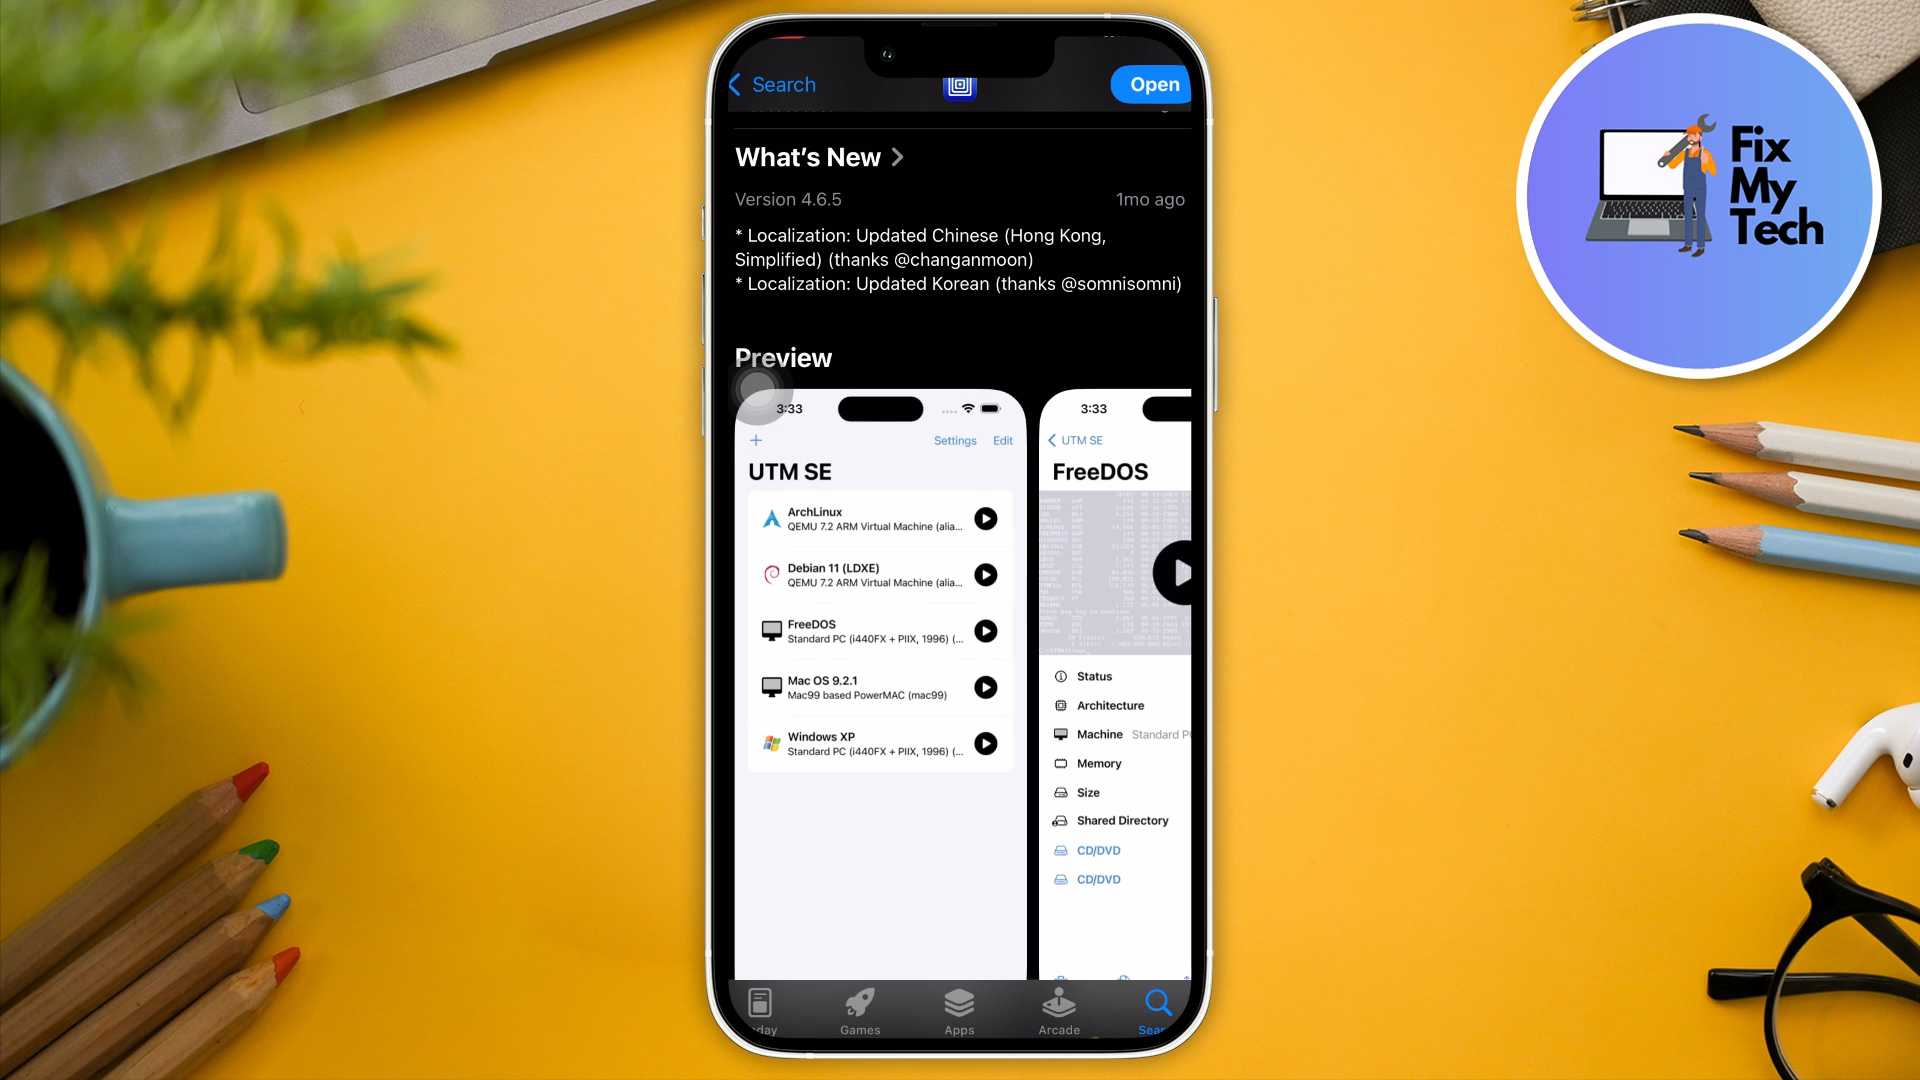 Search
Open
What's New
Version 4.6.5
1mo ago
* Localization: Updated Chinese (Hong Kong,
Simplified) (thanks @changanmoon)
* Localization: Updated Korean (thanks @somnisomni)
Preview
3:33
Settings
Edit
UTM SE
ArchLinux
QEMU 7.2 ARM Virtual Machine (alia...
Debian 11 (LDXE)
QEMU 7.2 ARM Virtual Machine (alia...
FreeDOS
Standard PC (i440FX + PIIX, 1996) (...
Mac OS 9.2.1
Mac99 based PowerMAC (mac99)
Windows XP
Standard PC (i440FX + PIIX, 1996) (...
3:33
UTM SE
FreeDOS
Status
Architecture
Machine Standard P
Memory
Size
Shared Directory
CD/DVD
CD/DVD
day
Games
Apps
Arcade
Sear
Fix
My
Tech